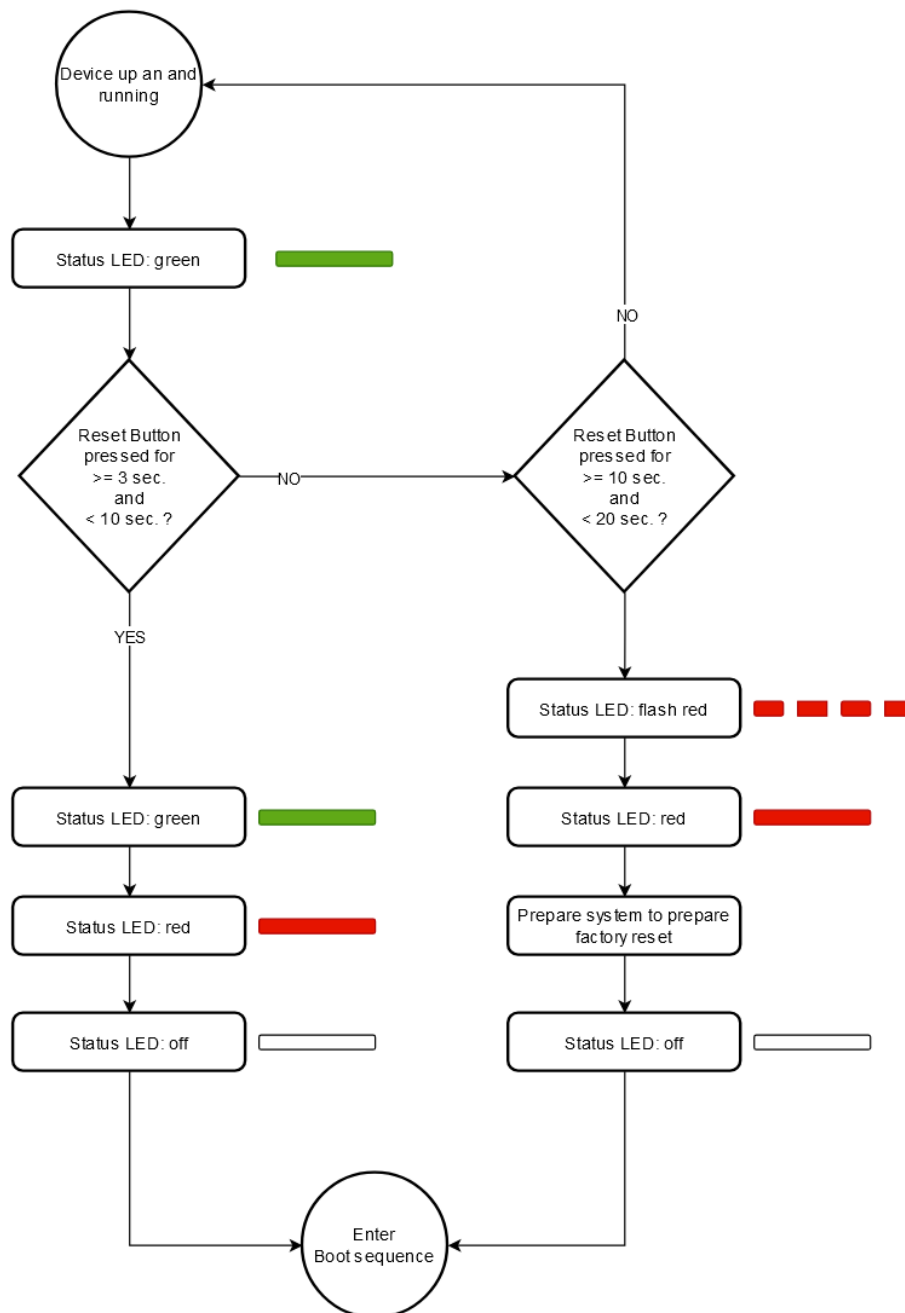 Device up an and
running
Status LED: green
NO
Reset Button
pressed for
>= 3 sec.
and
< 10 sec. ?
NO
Reset Button
pressed for
>= 10 sec.
and
< 20 sec. ?
YES
Status LED: flash red
Status LED: green
Status LED: red
Status LED: red
Prepare system to prepare
factory reset
Status LED: off
Status LED: off
Enter
Boot sequence